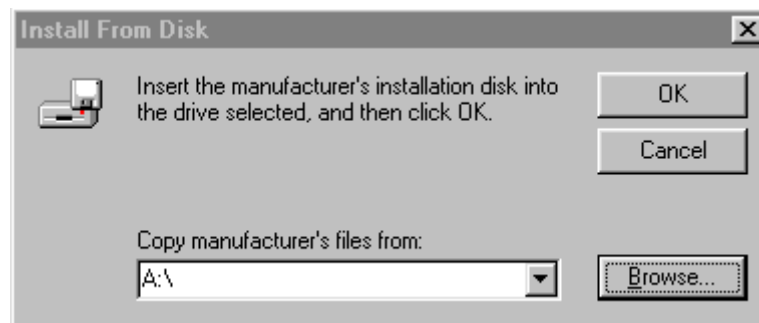 Install From Disk
Insert the manufacturer's installation disk into
the drive selected, and then click OK.
OK
Cancel
Copy manufacturer's files from:
A:\
Browse...